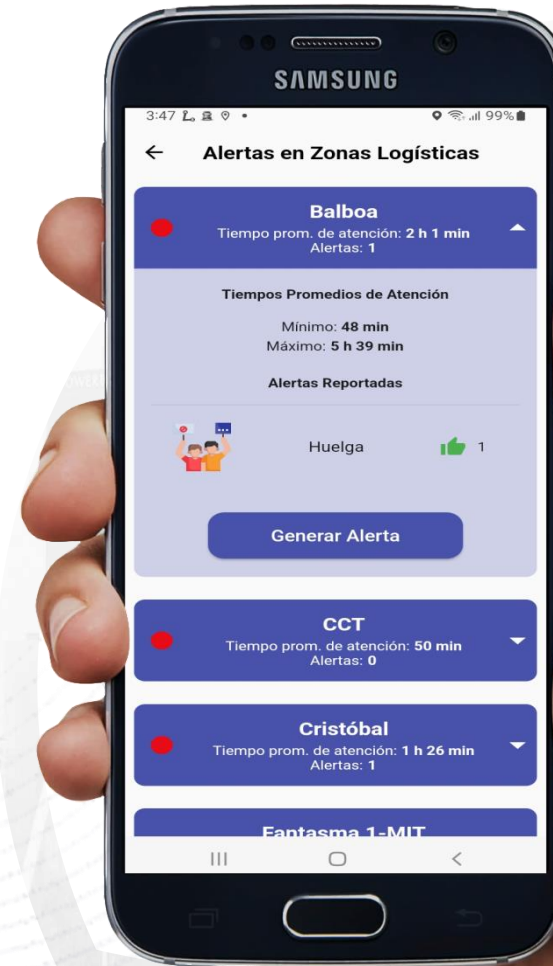 SAMSUNG
3:47
99%
Alertas en Zonas Logísticas
Balboa
Tiempo prom. de atención: 2 h 1 min
Alertas: 1
Tiempos Promedios de Atención
Mínimo: 48 min
Máximo: 5 h 39 min
Alertas Reportadas
Huelga
1
Generar Alerta
CCT
Tiempo prom. de atención: 50 min
Alertas: 0
Cristóbal
Tiempo prom. de atención: 1 h 26 min
Alertas: 1
Fantasma 1-MIT